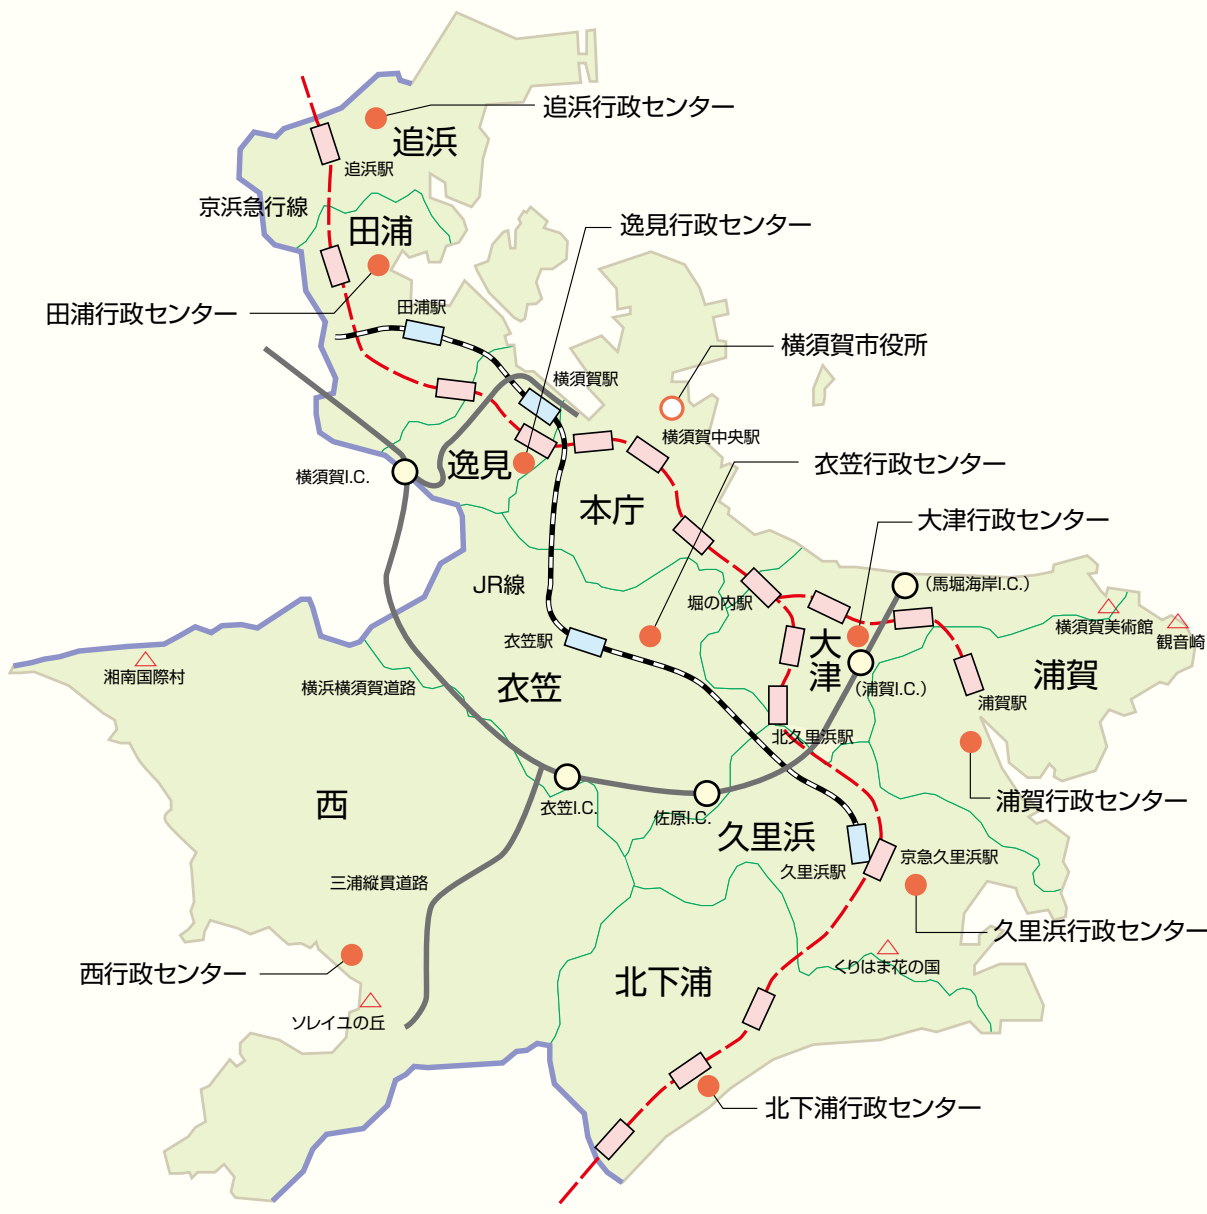 追浜行政センター
追浜
追浜駅
京浜急行線
田浦
逸見行政センター
田浦行政センター
田浦駅
横須賀市役所
横須賀駅
横須賀中央駅
逸見
横須賀I.C.
衣笠行政センター
本庁
大津行政センター
JR線
(馬堀海岸I.C.)
堀の内駅
横須賀美術館
観音崎
衣笠駅
大津
湘南国際村
浦賀
横浜横須賀道路
衣笠
(浦賀I.C.)
浦賀駅
北久里浜駅
西
衣笠I.C.
佐原I.C.
浦賀行政センター
久里浜
京急久里浜駅
久里浜駅
三浦縦貫道路
久里浜行政センター
くりはま花の国
西行政センター
北下浦
ソレイユの丘
北下浦行政センター